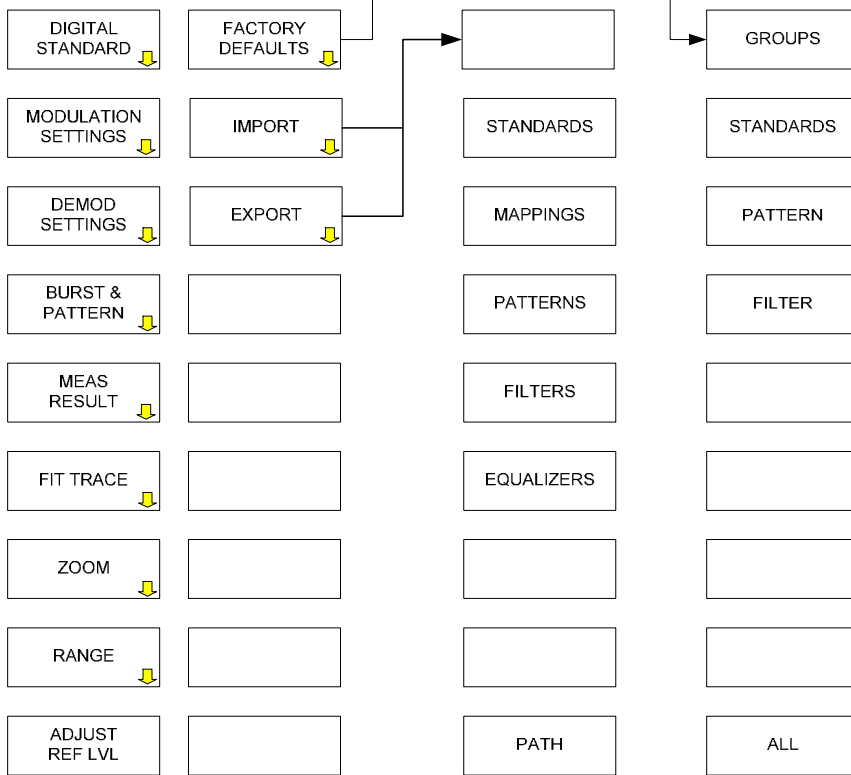 DIGITAL
STANDARD
FACTORY
DEFAULTS
GROUPS
MODULATION
SETTINGS
IMPORT
STANDARDS
STANDARDS
DEMOD
SETTINGS
EXPORT
MAPPINGS
PATTERN
BURST &
PATTERN
PATTERNS
FILTER
MEAS
RESULT
FILTERS
FIT TRACE
EQUALIZERS
ZOOM
RANGE
ADJUST
REF LVL
PATH
ALL